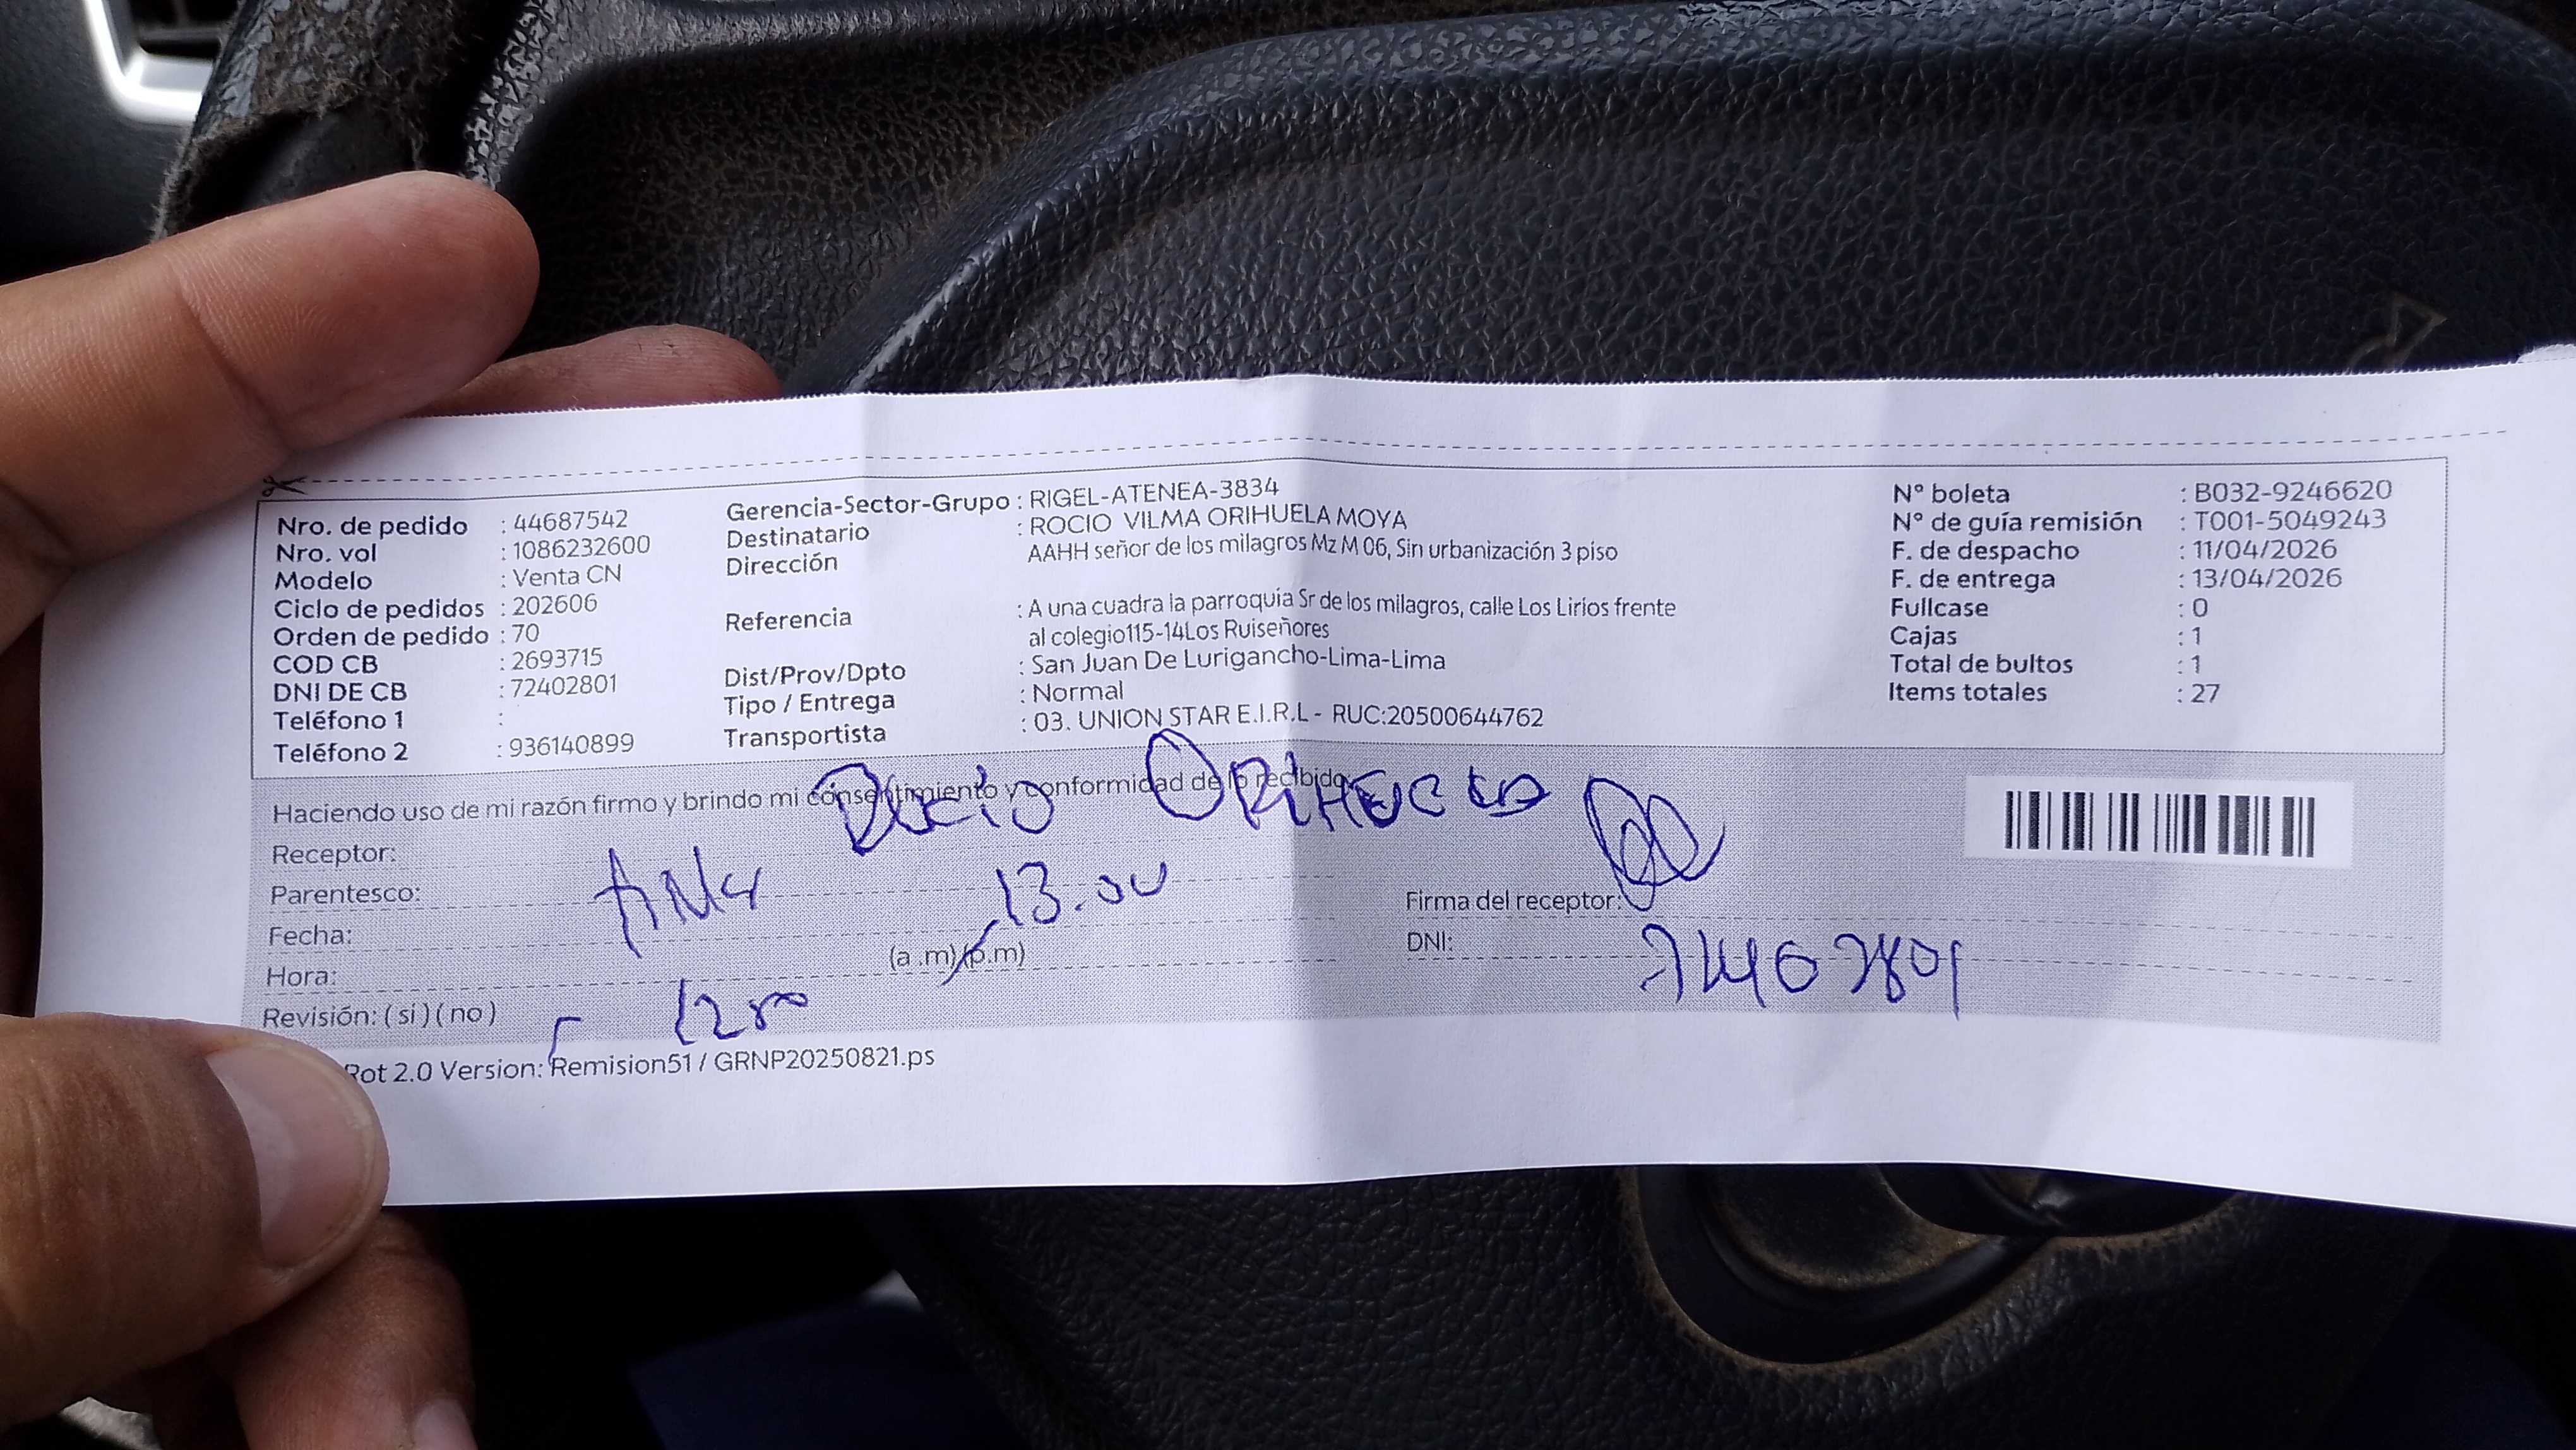 Nro. de pedido : 44687542
Nro. vol : 1086232600
Modelo : Venta CN
Ciclo de pedidos : 202606
Orden de pedido : 70
COD CB : 2693715
DNI DE CB : 72402801
Teléfono 1 :
Teléfono 2 : 936140899
Gerencia-Sector-Grupo : RIGEL-ATENEA-3834
Destinatario : ROCIO VILMA ORIHUELA MOYA
Dirección AAHH señor de los milagros Mz M 06, Sin urbanización 3 piso
Referencia : A una cuadra la parroquia Sr de los milagros, calle Los Lirios frente
al colegio115-14Los Ruiseñores
Dist/Prov/Dpto : San Juan De Lurigancho-Lima-Lima
Tipo / Entrega : Normal
Transportista : 03. UNION STAR E.I.R.L - RUC:20500644762
N° boleta : B032-9246620
N° de guía remisión : T001-5049243
F. de despacho : 11/04/2026
F. de entrega : 13/04/2026
Fullcase : 0
Cajas : 1
Total de bultos : 1
Items totales : 27
Haciendo uso de mi razón firmo y brindo mi consentimiento y conformidad de lo recibido
Receptor: Rocio
Parentesco:
Fecha: 13.
Hora: (a .m)(p.m)
Revisión: ( si ) ( no )
Firma del receptor:
DNI:
Rot 2.0 Version: Remision51 / GRNP20250821.ps